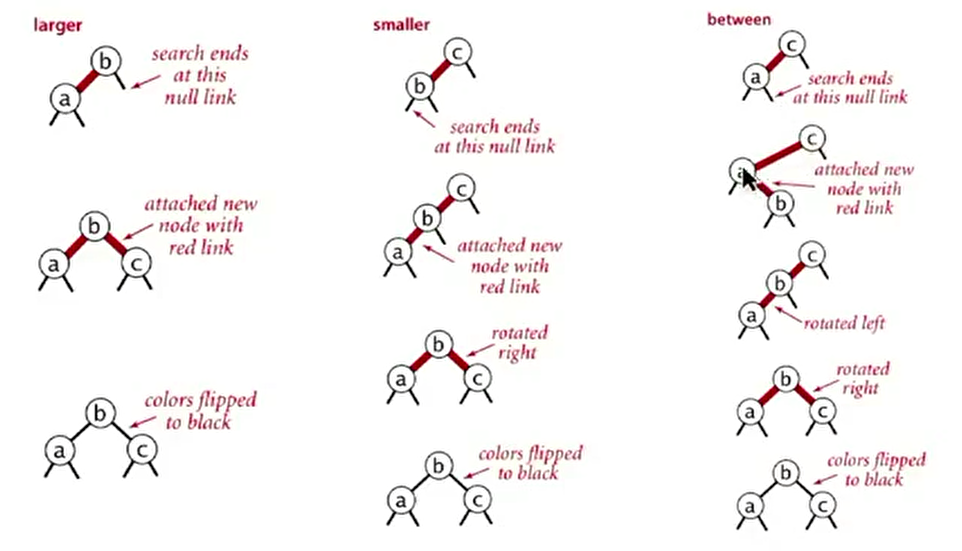 larger
b
a
search ends
at this
null link
b
a
c
attached new
node with
red link
b
a
c
colors flipped
to black
smaller
c
b
search ends
at this null link
c
b
a
attached new
node with
red link
b
a
c
rotated
right
b
a
c
colors flipped
to black
between
c
a
search ends
at this null link
c
a
b
attached new
node with
red link
c
b
a
rotated left
b
a
c
rotated
right
b
a
c
colors flipped
to black